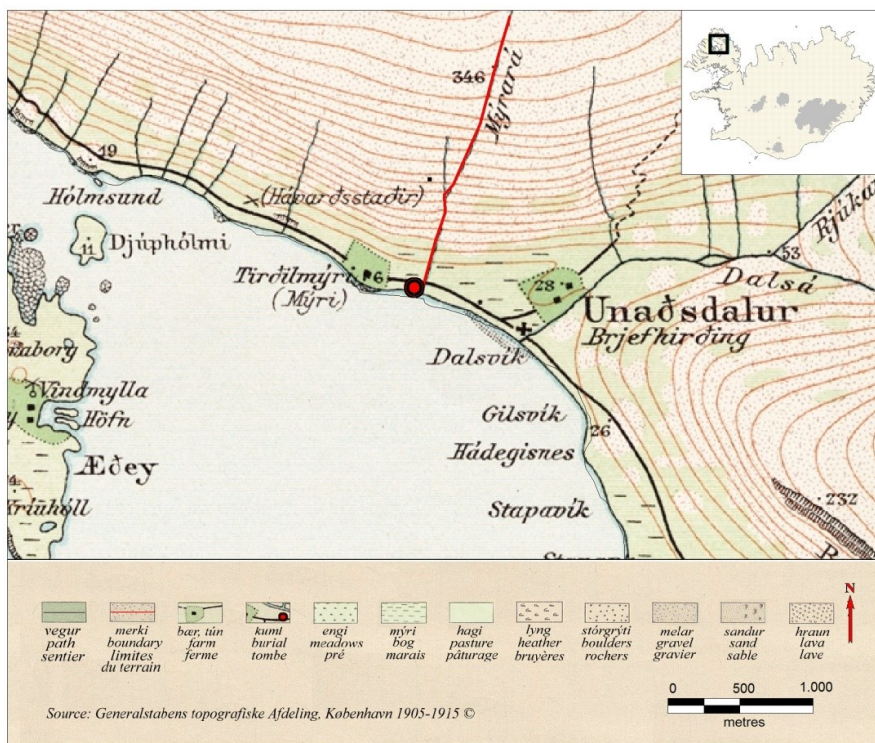 346
Mýrará
19
(Hávarðsstaðir)
Hólmsund
11
Djúphólmi
Rjúkan
53
Dalsá
Tirðilmýri
6
(Mýri)
28
Unaðsdalur
Brjefhirðing
Dalsvík
Vindmylla
Höfn
Gilsvík
26
Hádegisnes
Æðey
Stapavík
232
N
vegur
path
sentier
merki
boundary
limites
du terrain
bær, tún
farm
ferme
kuml
burial
tombe
engi
meadows
pré
mýri
bog
marais
hagi
pasture
pâturage
lyng
heather
bruyères
stórgrýti
boulders
rochers
melar
gravel
gravier
sandur
sand
sable
hraun
lava
lave
0 500 1.000
metres
Source: Generalstabens topografiske Afdeling, København 1905-1915 ©